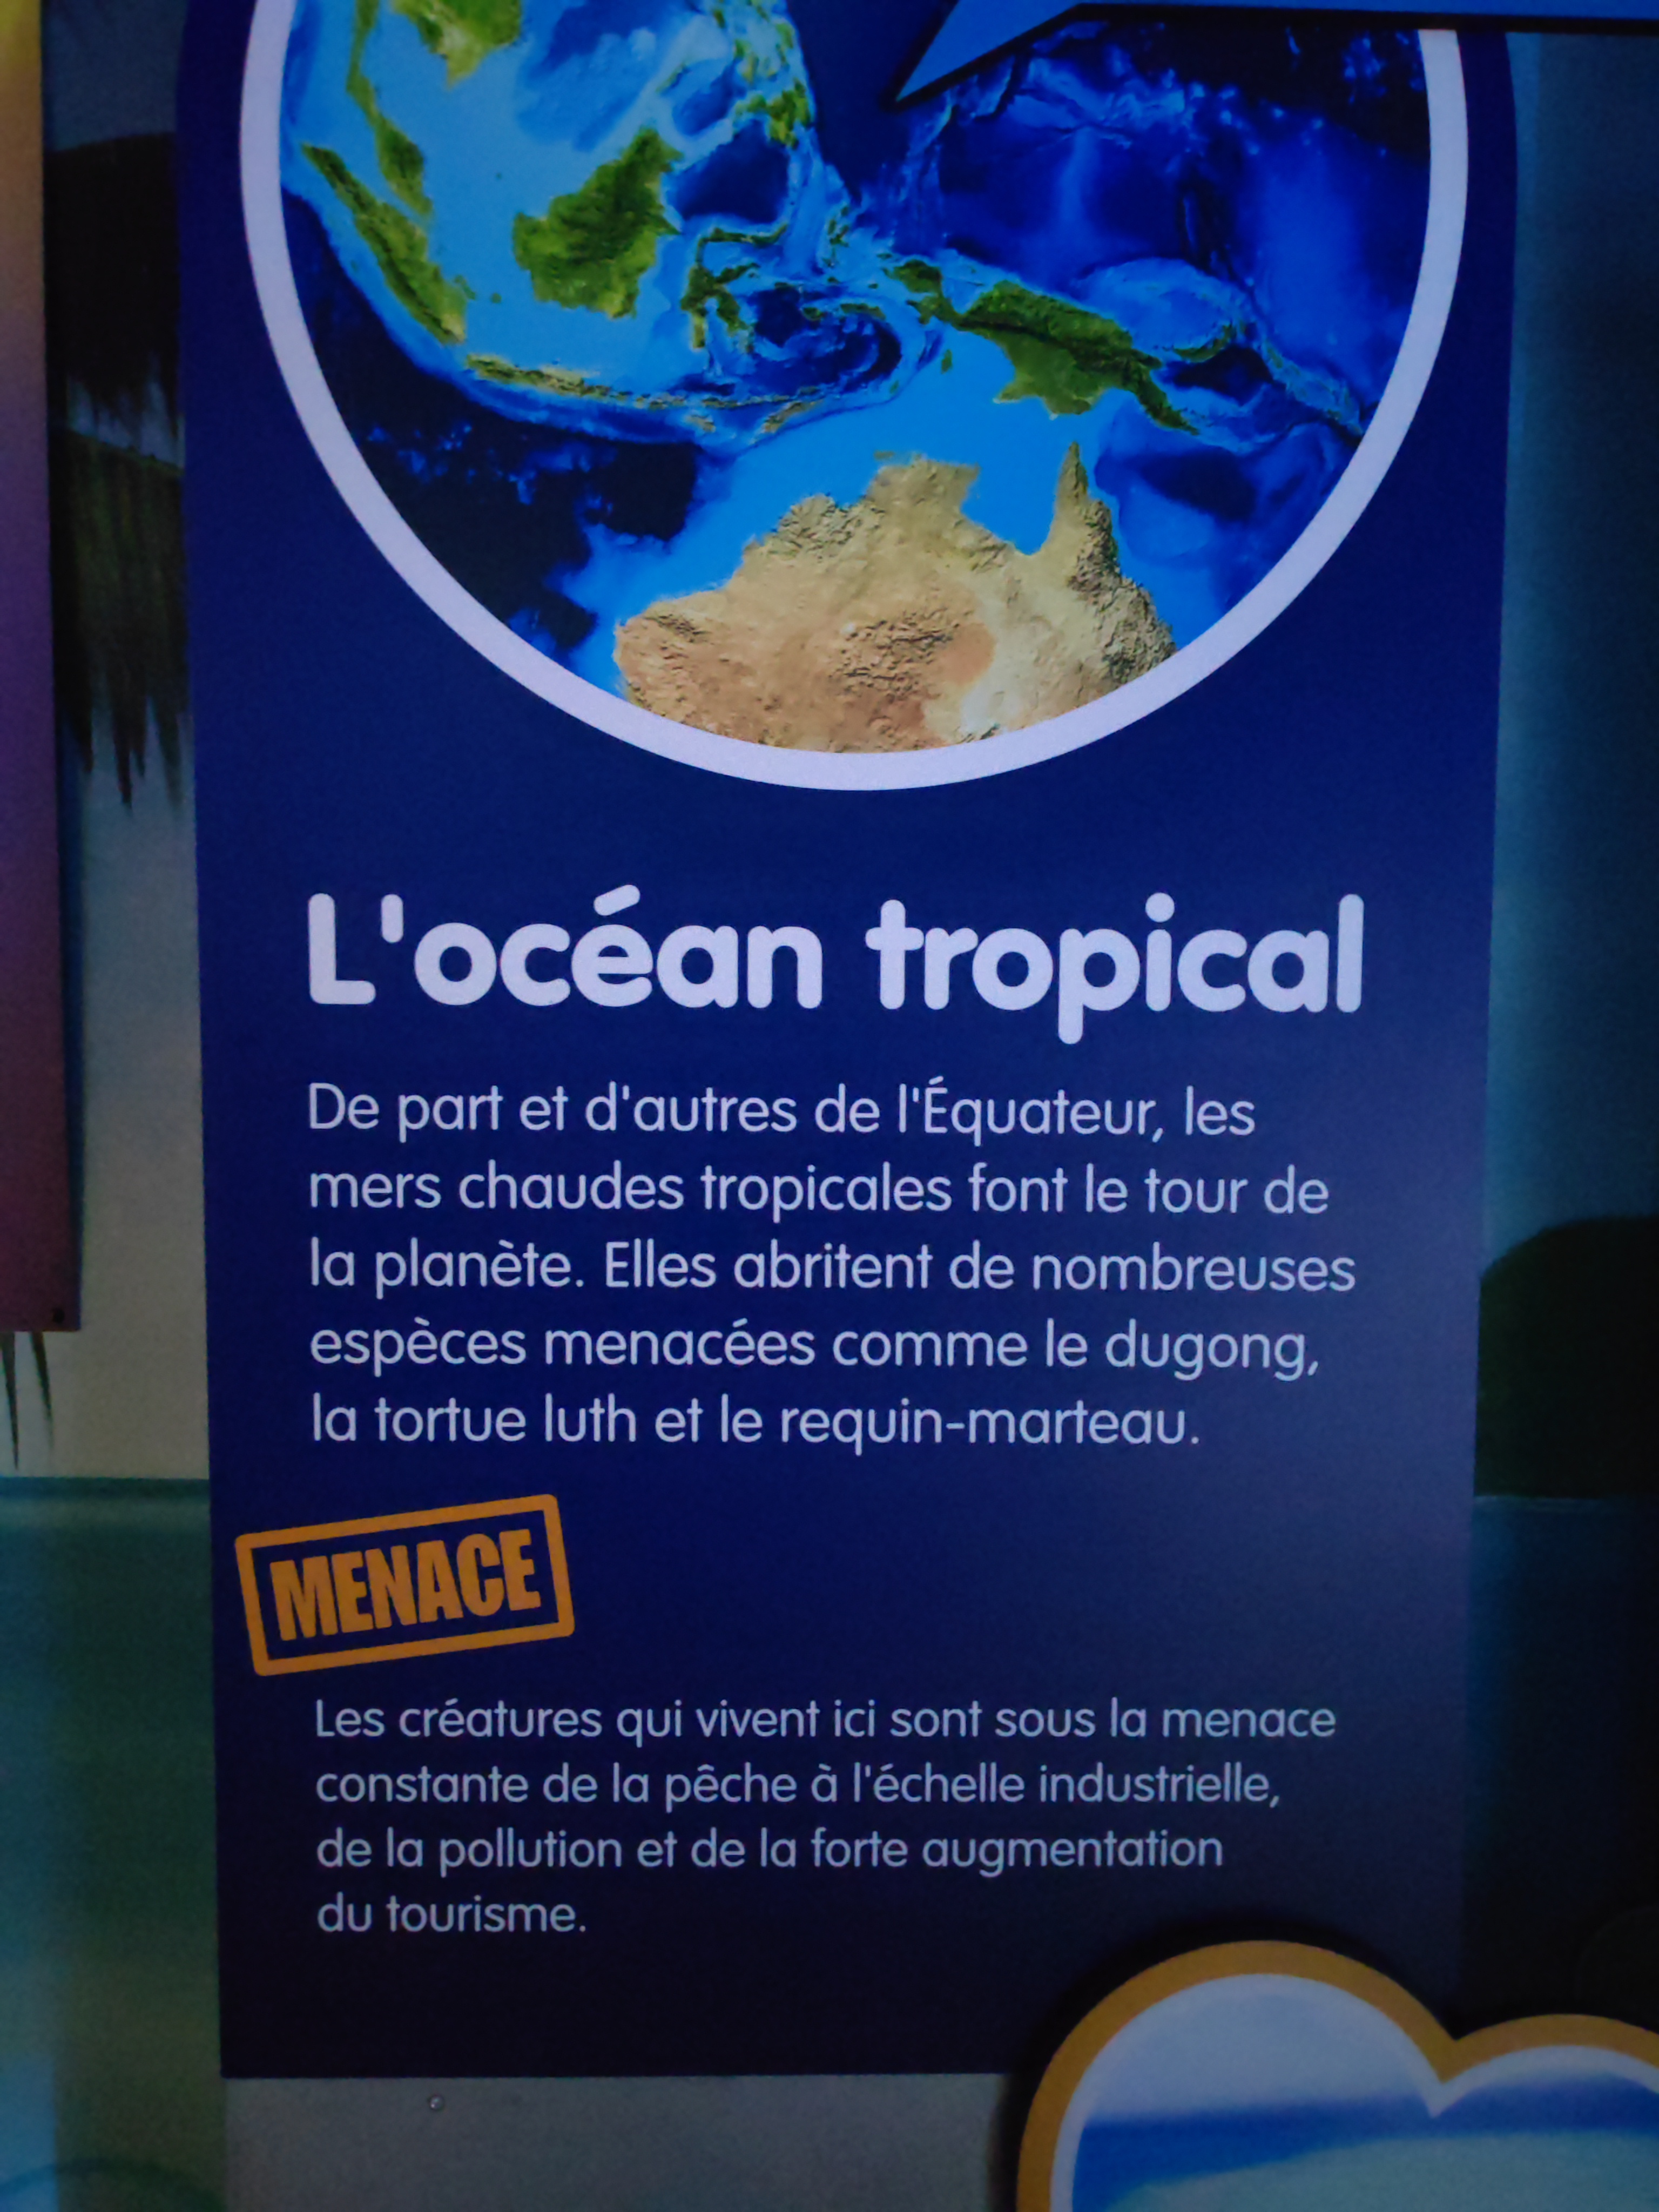 L'océan tropical
De part et d'autres de l'Équateur, les
mers chaudes tropicales font le tour de
la planète. Elles abritent de nombreuses
espèces menacées comme le dugong,
la tortue luth et le requin-marteau.
MENACE
Les créatures qui vivent ici sont sous la menace
constante de la pêche à l'échelle industrielle,
de la pollution et de la forte augmentation
du tourisme.